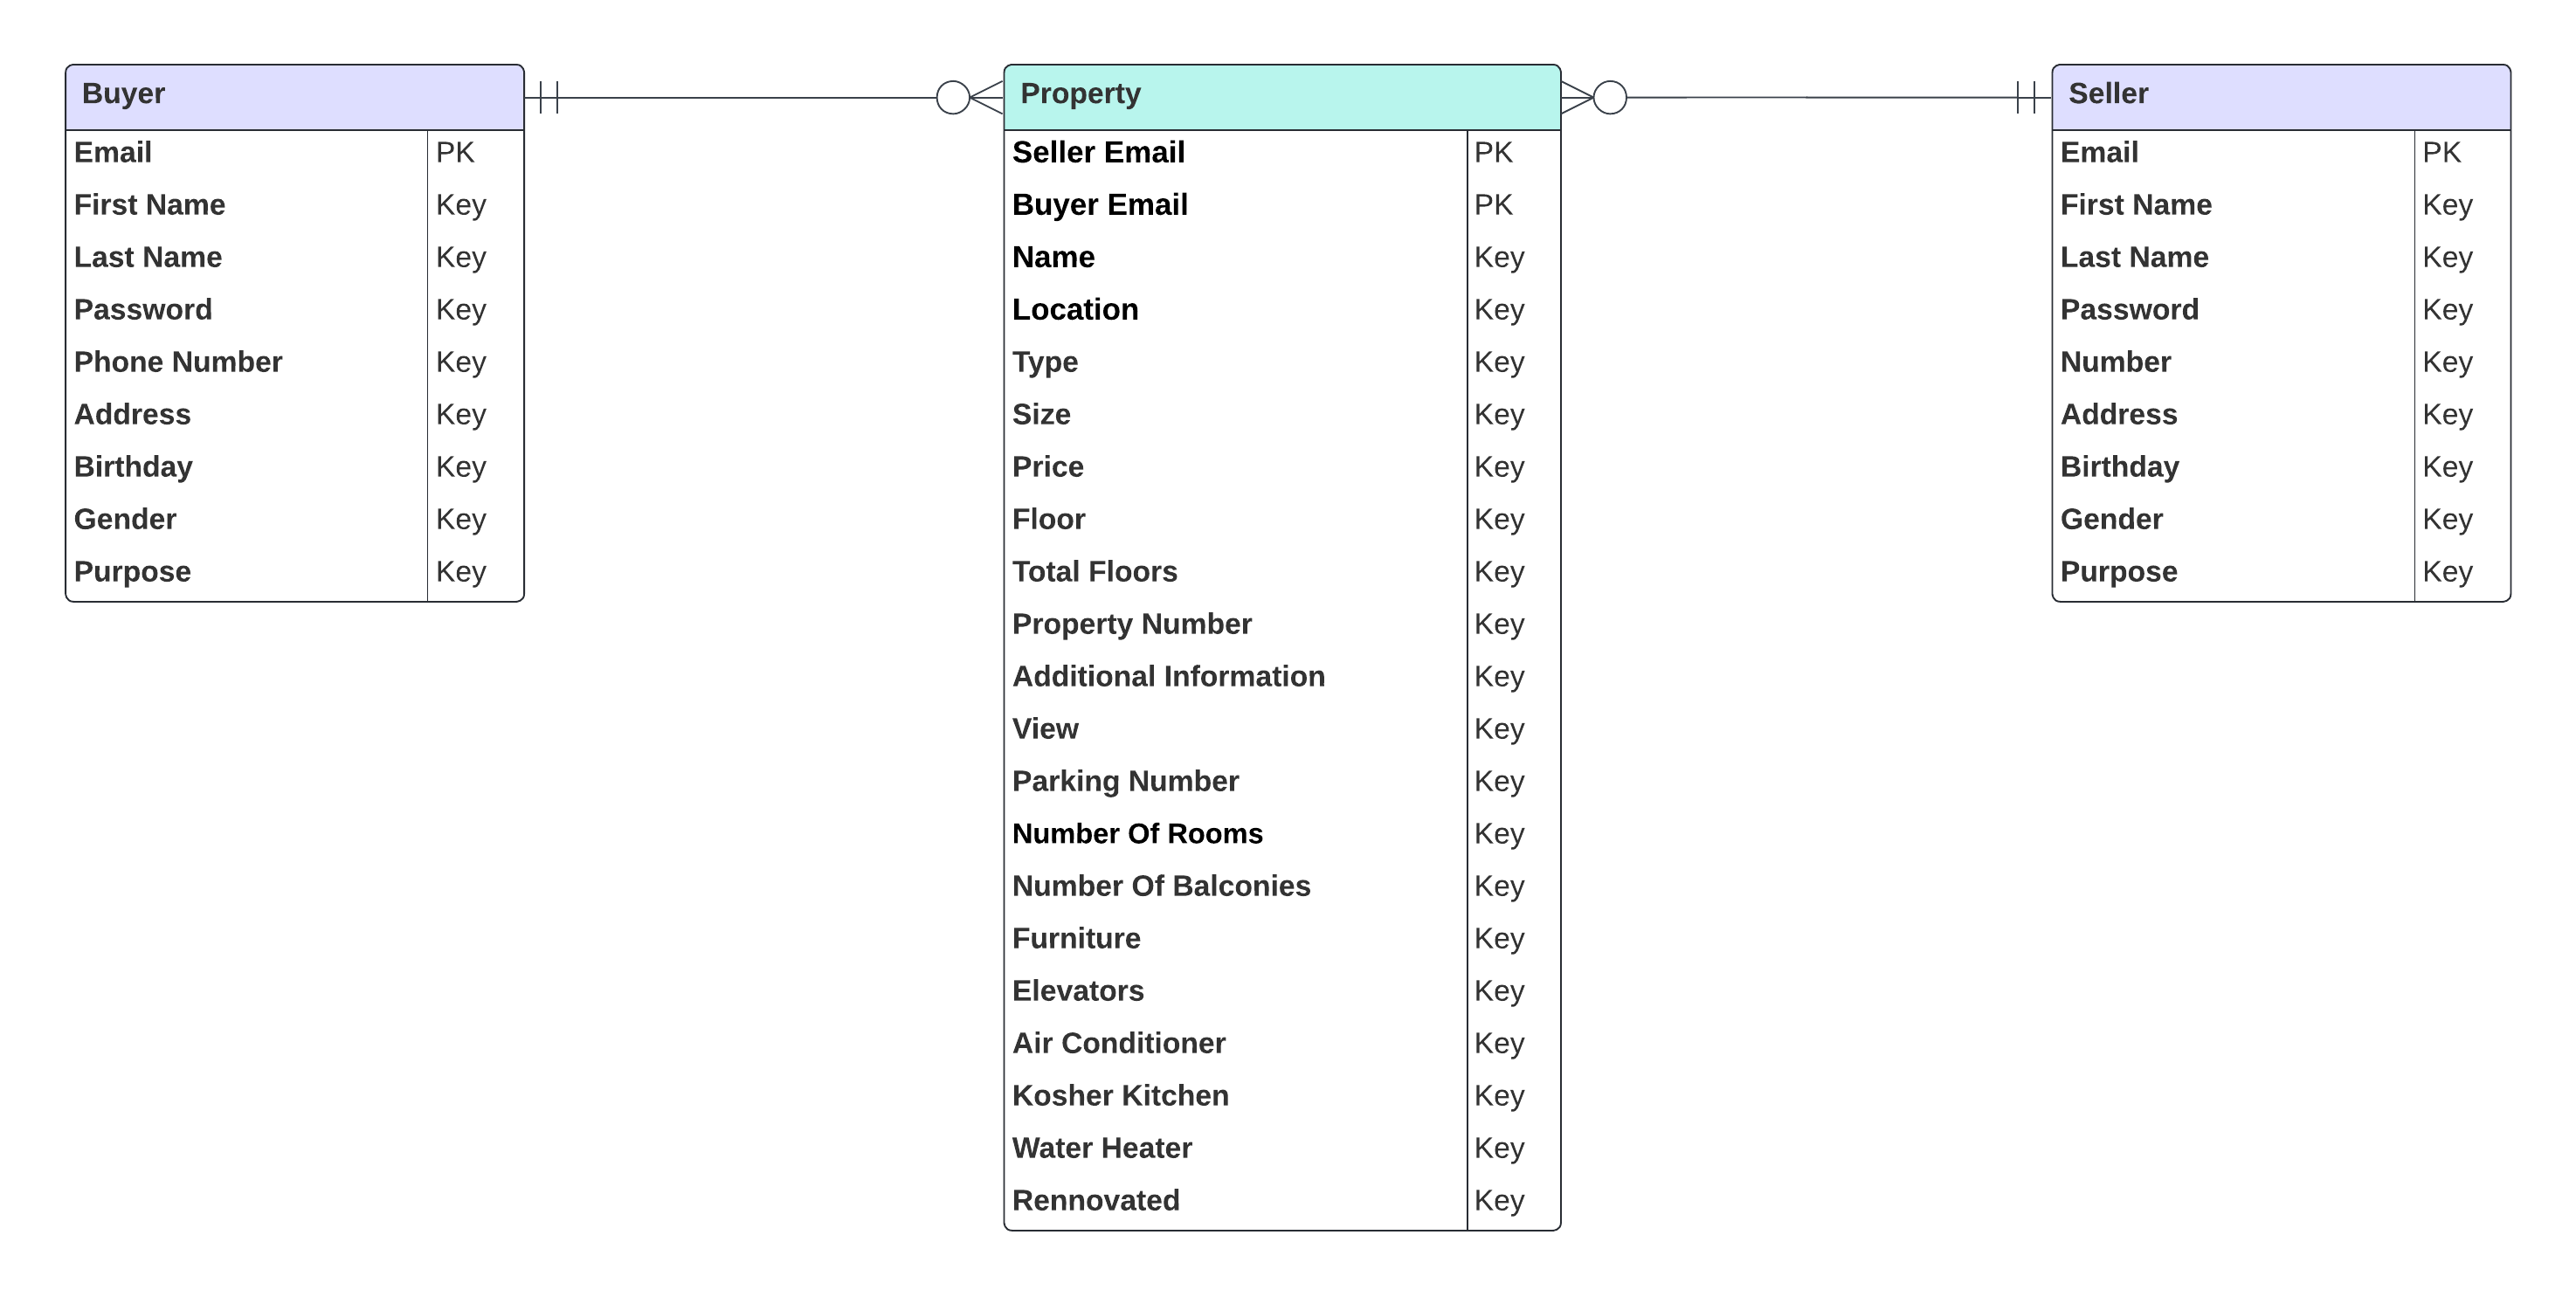 Buyer
Email PK
First Name Key
Last Name Key
Password Key
Phone Number Key
Address Key
Birthday Key
Gender Key
Purpose Key
Property
Seller Email PK
Buyer Email PK
Name Key
Location Key
Type Key
Size Key
Price Key
Floor Key
Total Floors Key
Property Number Key
Additional Information Key
View Key
Parking Number Key
Number Of Rooms Key
Number Of Balconies Key
Furniture Key
Elevators Key
Air Conditioner Key
Kosher Kitchen Key
Water Heater Key
Rennovated Key
Seller
Email PK
First Name Key
Last Name Key
Password Key
Number Key
Address Key
Birthday Key
Gender Key
Purpose Key